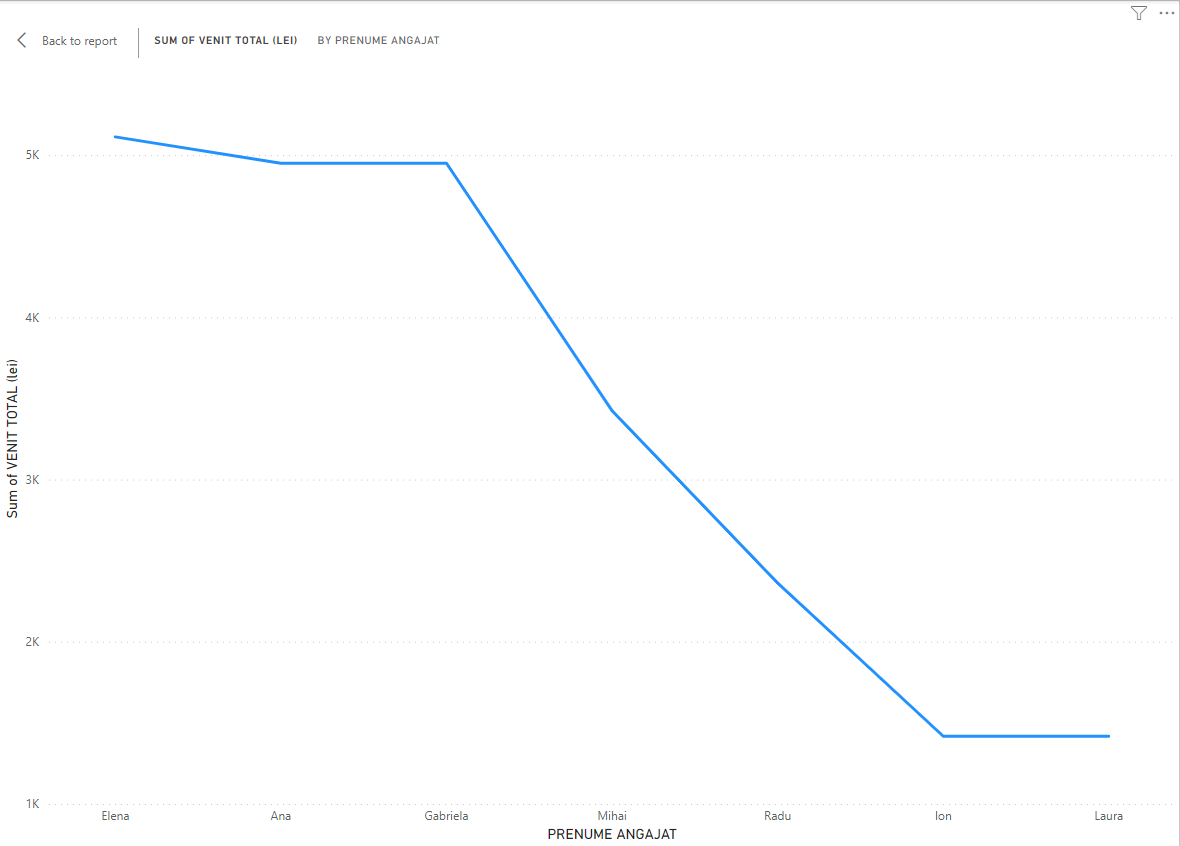 Back to report
SUM OF VENIT TOTAL (LEI) BY PRENUME ANGAJAT
5K
4K
3K
2K
1K
Sum of VENIT TOTAL (lei)
Elena Ana Gabriela Mihai Radu Ion Laura
PRENUME ANGAJAT